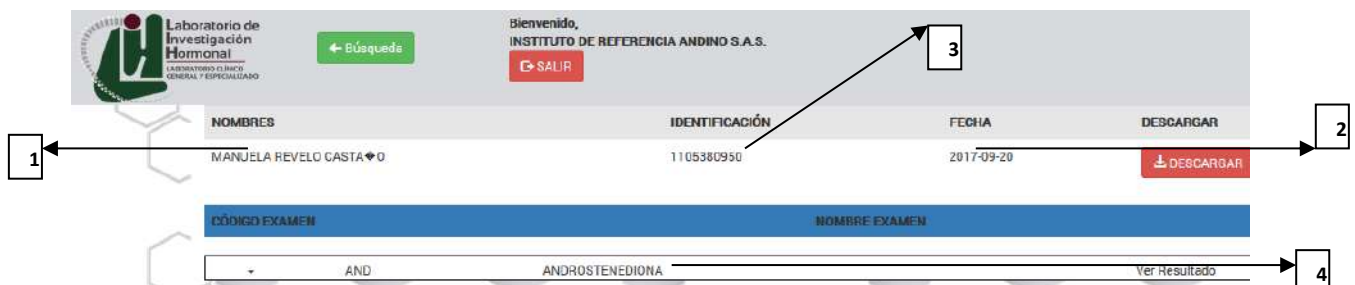 Laboratorio de
Investigación
Hormonal
LABORATORIO CLÍNICO
GENERAL Y ESPECIALIZADO
Búsqueda
Bienvenido,
INSTITUTO DE REFERENCIA ANDINO S.A.S.
SALIR
3
NOMBRES IDENTIFICACIÓN FECHA DESCARGAR
2
1
MANUELA REVELO CASTA�O 1105380950 2017-09-20 DESCARGAR
CÓDIGO EXAMEN NOMBRE EXAMEN
AND ANDROSTENEDIONA Ver Resultado
4